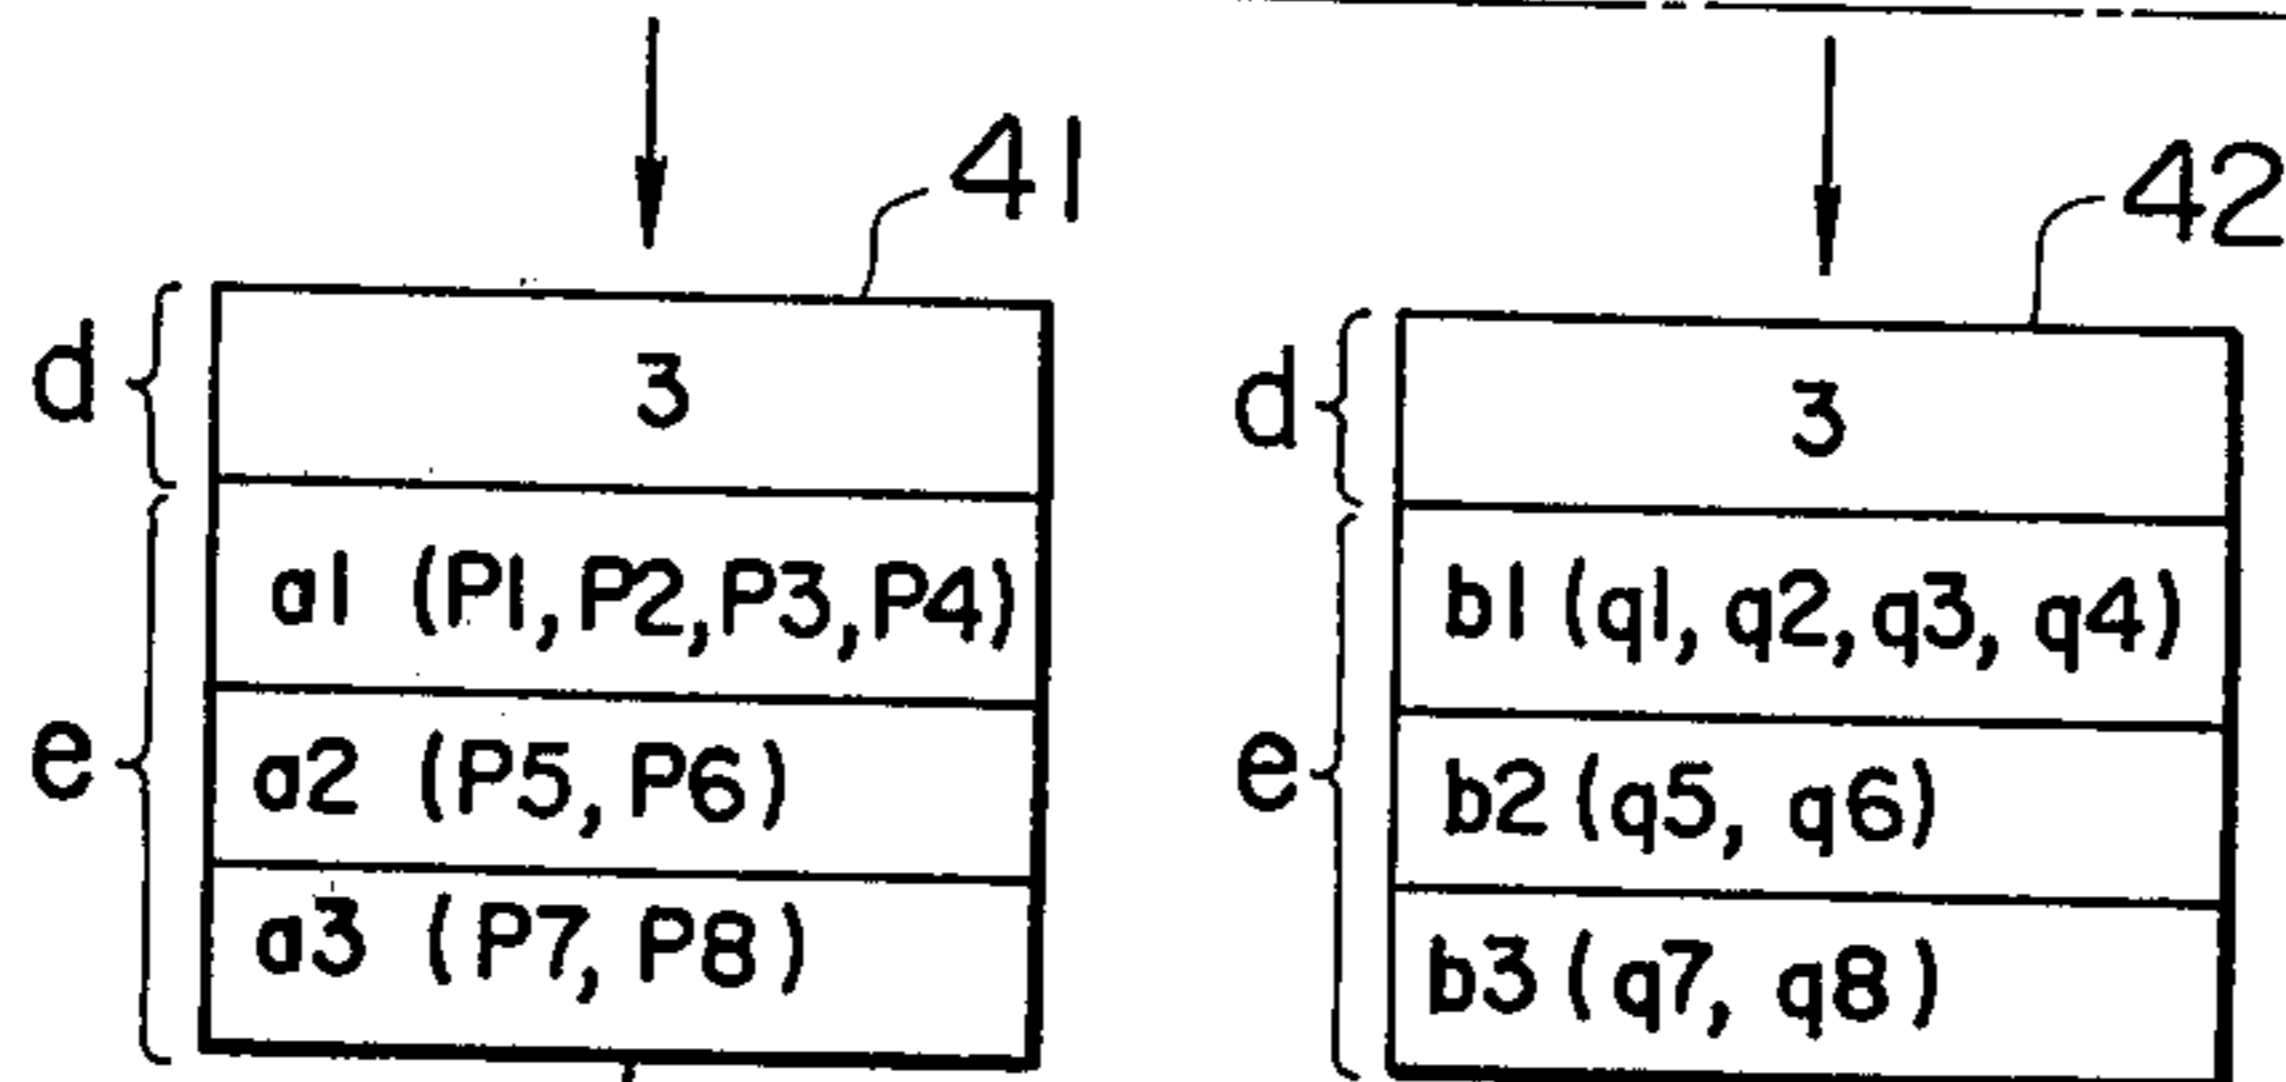 41
d
3
e
a1 (P1, P2, P3, P4)
a2 (P5, P6)
a3 (P7, P8)
42
d
3
e
b1 (q1, q2, q3, q4)
b2 (q5, q6)
b3 (q7, q8)